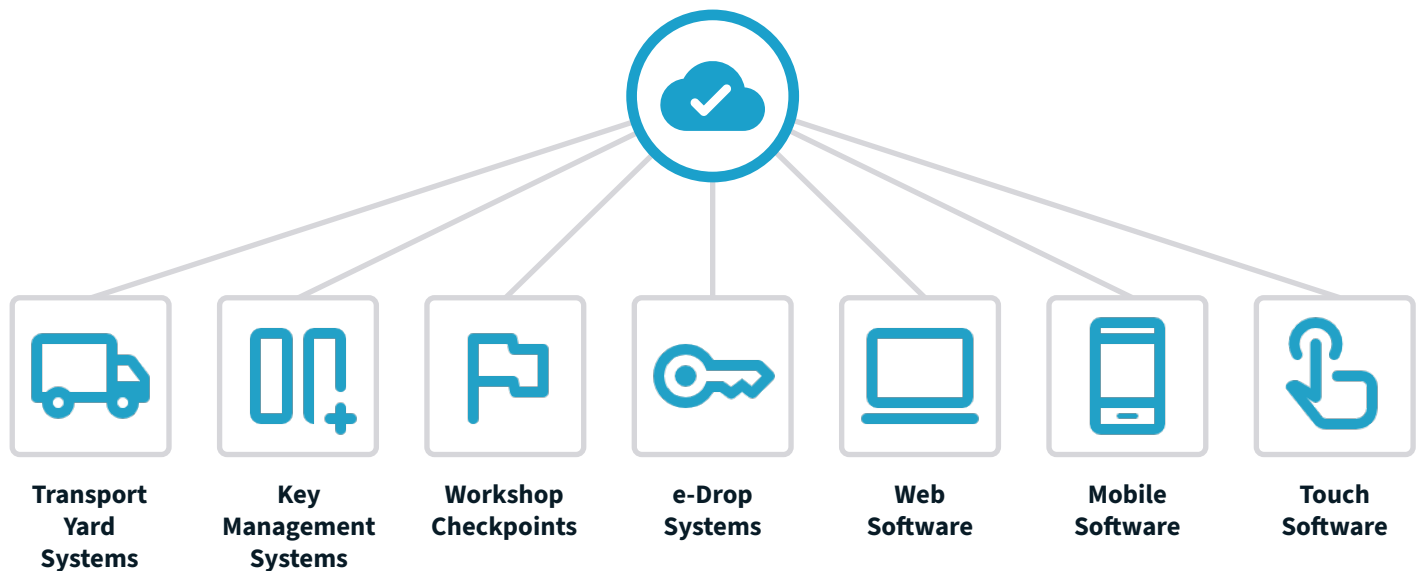 Transport
Yard
Systems
Key
Management
Systems
Workshop
Checkpoints
e-Drop
Systems
Web
Software
Mobile
Software
Touch
Software